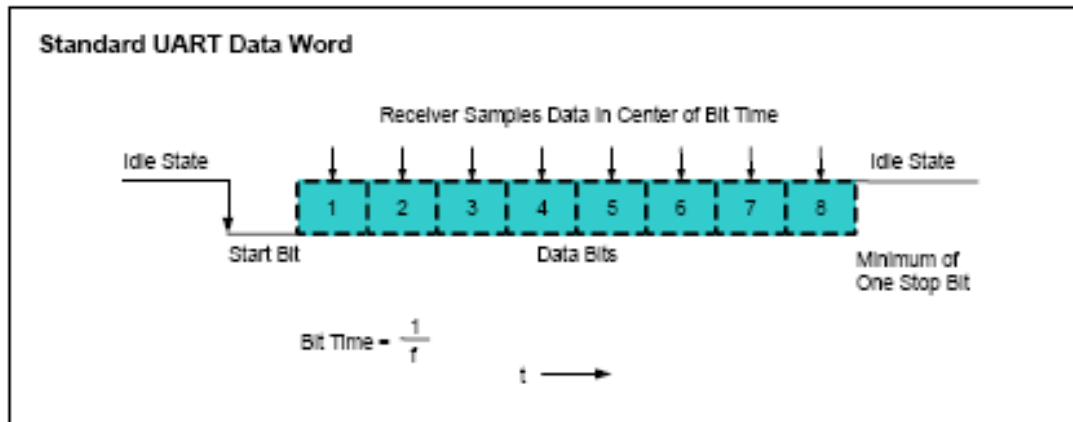 Standard UART Data Word
Receiver Samples Data in Center of Bit Time
Idle State
Idle State
1 2 3 4 5 6 7 8
Start Bit
Data Bits
Minimum of
One Stop Bit
Bit Time = 1/f
t